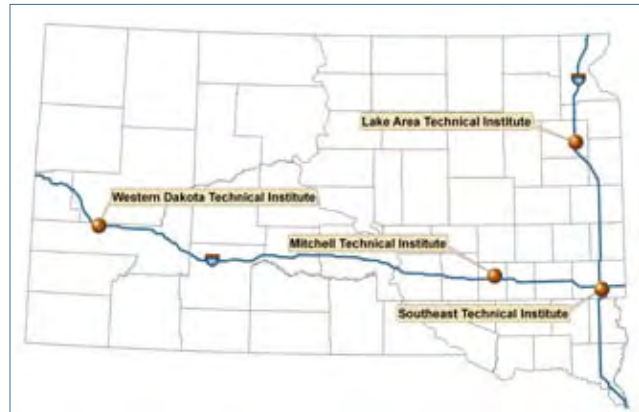 Lake Area Technical Institute
Western Dakota Technical Institute
Mitchell Technical Institute
Southeast Technical Institute